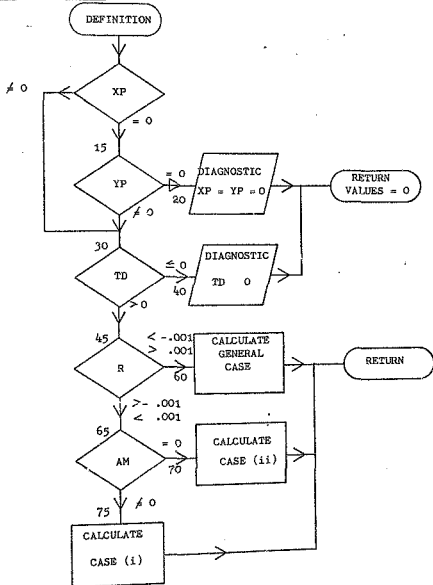 DEFINITION
≠ 0
XP
= 0
15
YP
= 0
20
DIAGNOSTIC
XP = YP = 0
RETURN
VALUES = 0
≠ 0
30
TD
≤ 0
40
DIAGNOSTIC
TD 0
> 0
45
R
< -.001
> .001
60
CALCULATE
GENERAL
CASE
RETURN
>- .001
< .001
65
AM
= 0
70
CALCULATE
CASE (ii)
75
≠ 0
CALCULATE
CASE (i)